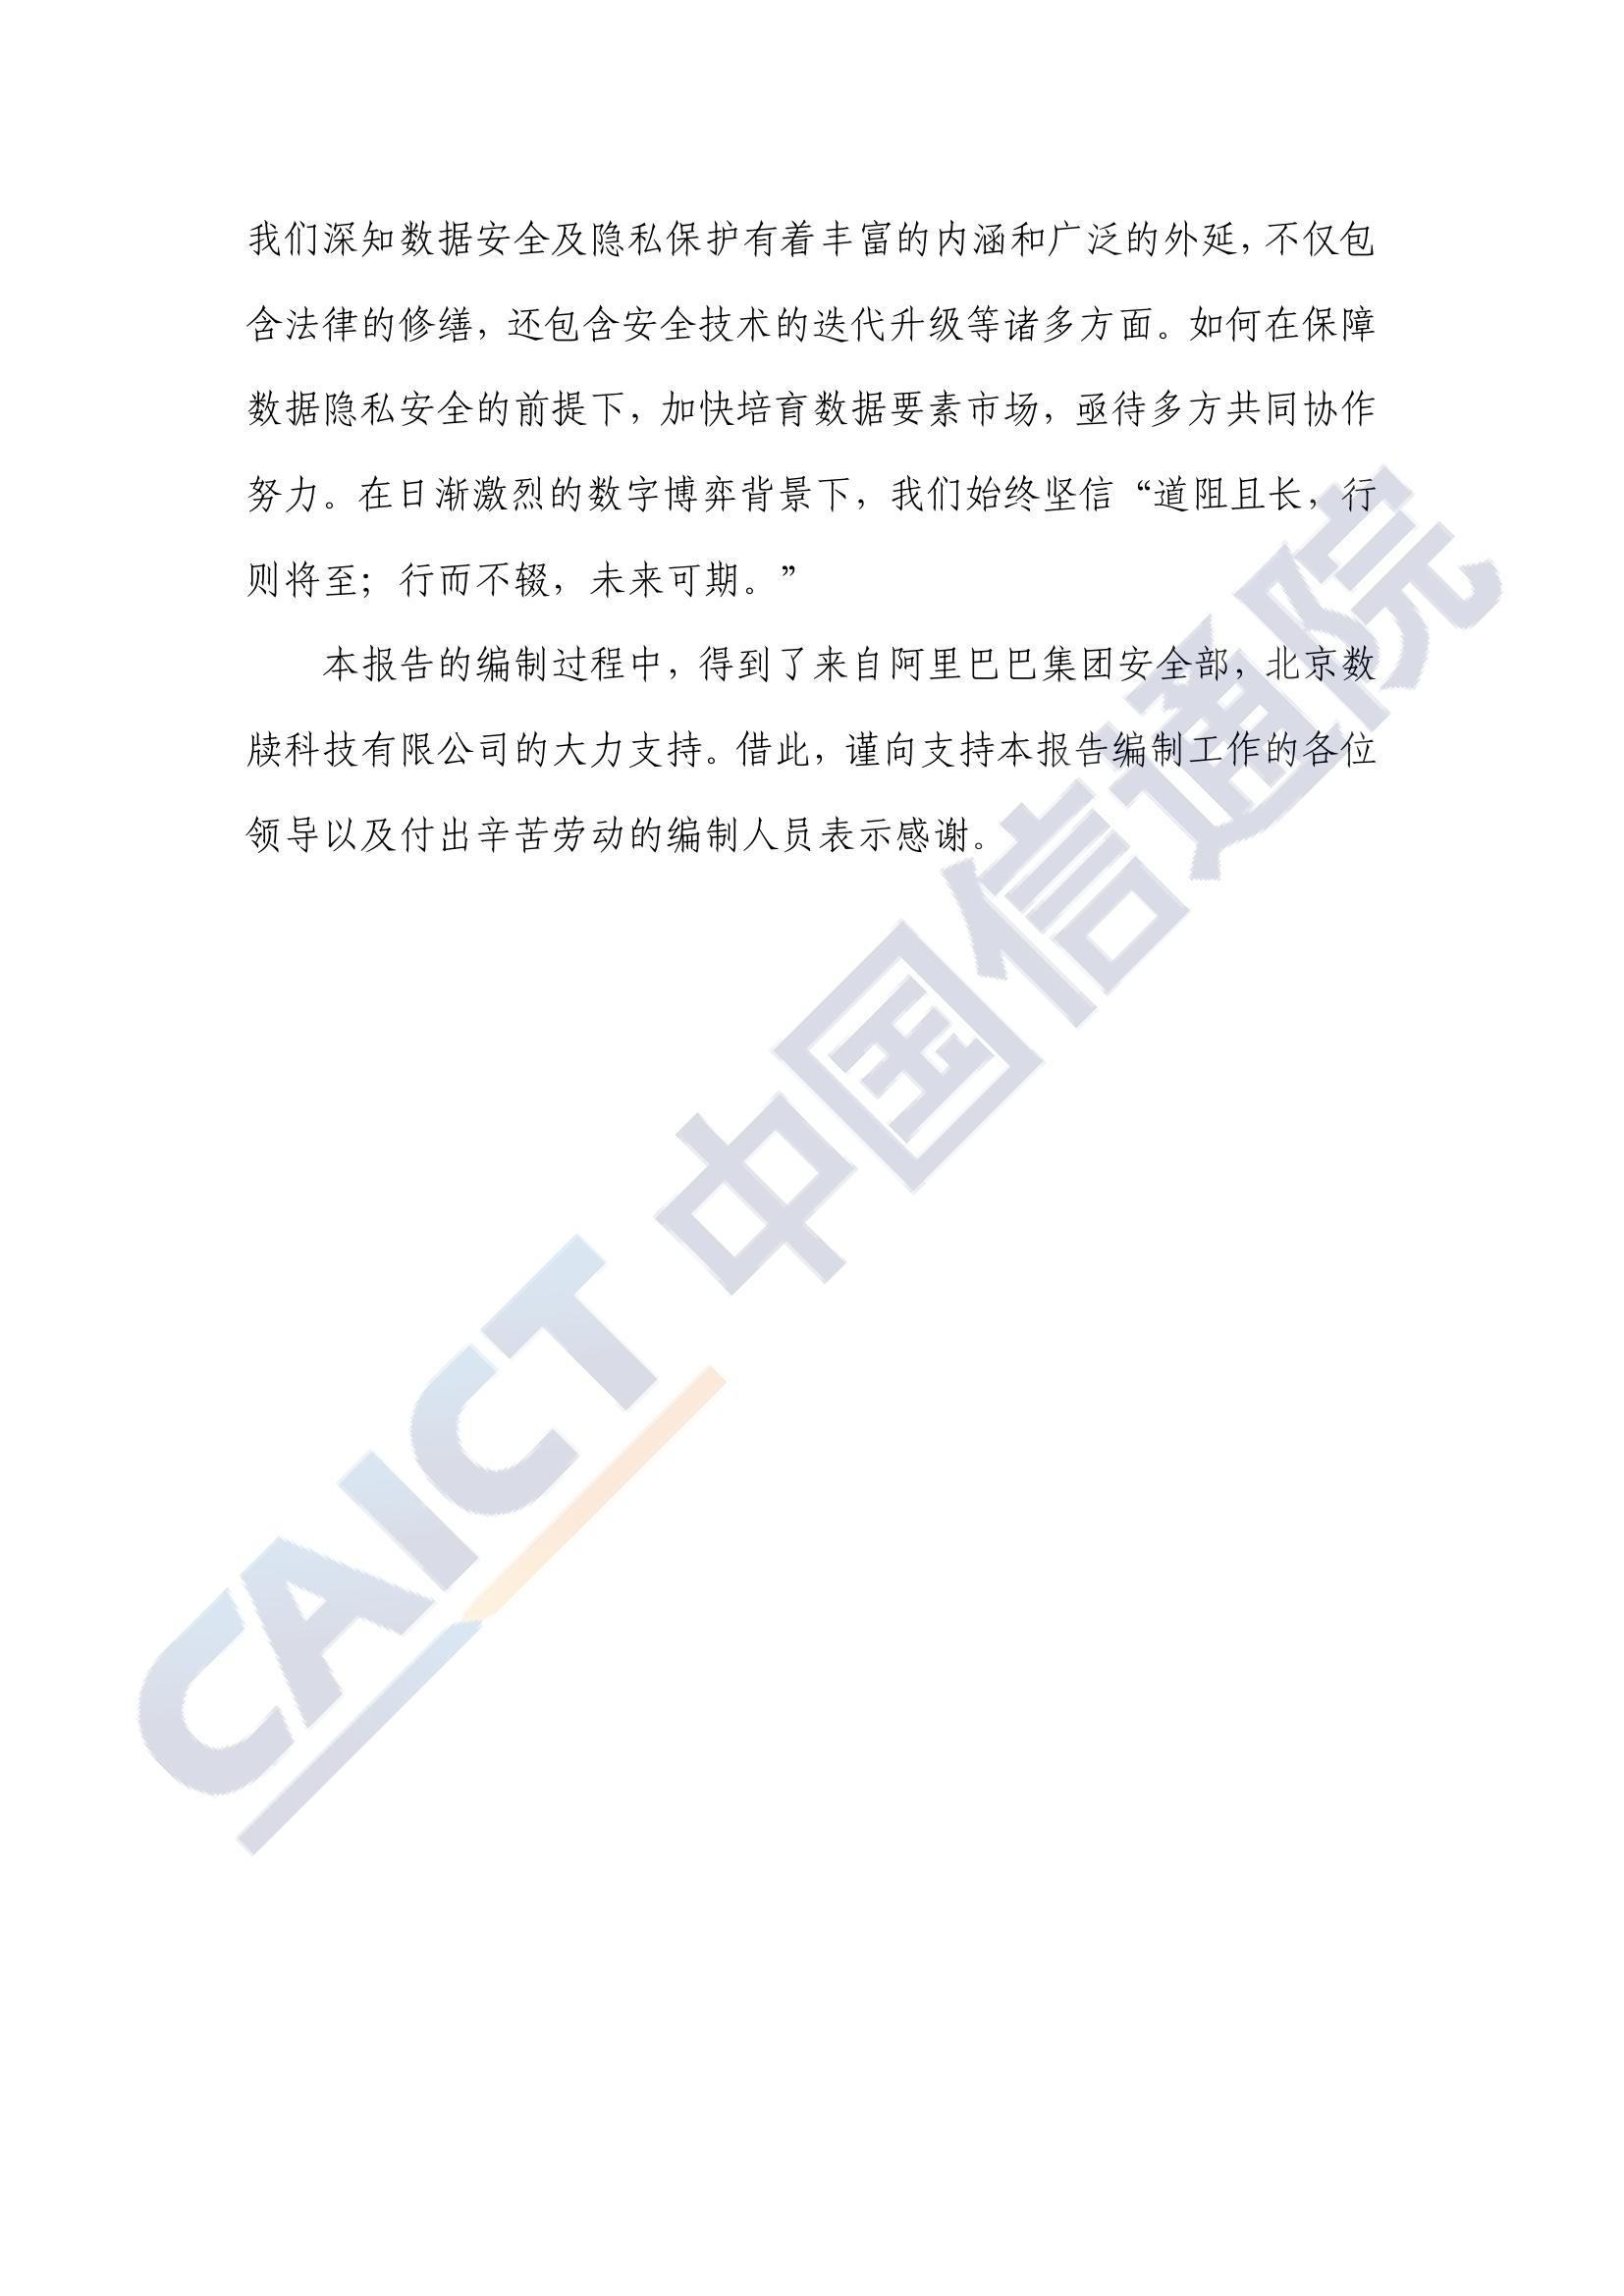 我们深知数据安全及隐私保护有着丰富的内涵和广泛的外延，不仅包
含法律的修缮，还包含安全技术的迭代升级等诸多方面。如何在保障
数据隐私安全的前提下，加快培育数据要素市场，亟待多方共同协作
努力。在日渐激烈的数字博弈背景下，我们始终坚信“道阻且长，行
则将至；行而不辍，未来可期。”
本报告的编制过程中，得到了来自阿里巴巴集团安全部，北京数
牍科技有限公司的大力支持。借此，谨向支持本报告编制工作的各位
领导以及付出辛苦劳动的编制人员表示感谢。
CAICT 中国信通院